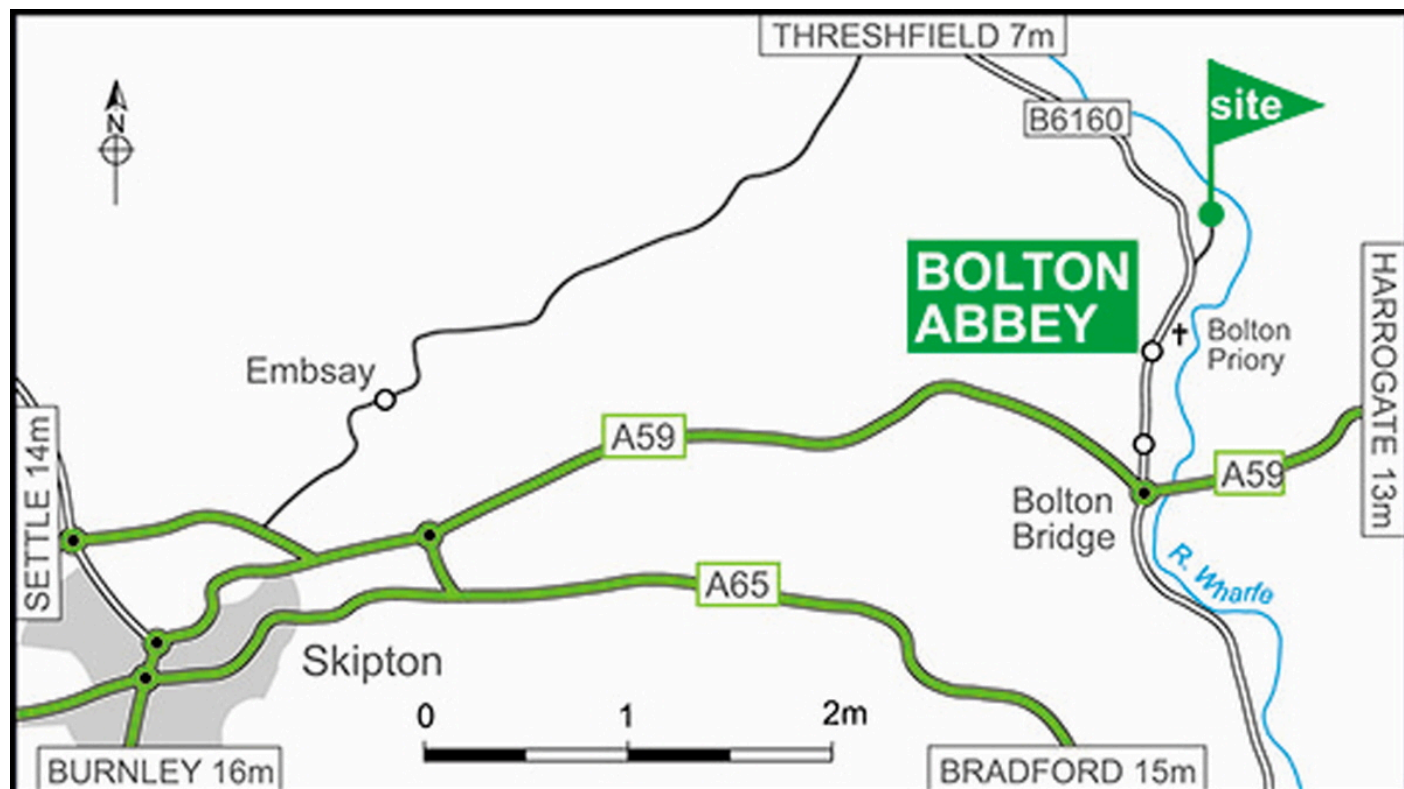 THRESHFIELD 7m
N
B6160
site
BOLTON
ABBEY
Bolton
Priory
HARROGATE 13m
Embsay
SETTLE 14m
A59
A59
Bolton
Bridge
R. Wharfe
A65
Skipton
0 1 2m
BURNLEY 16m
BRADFORD 15m